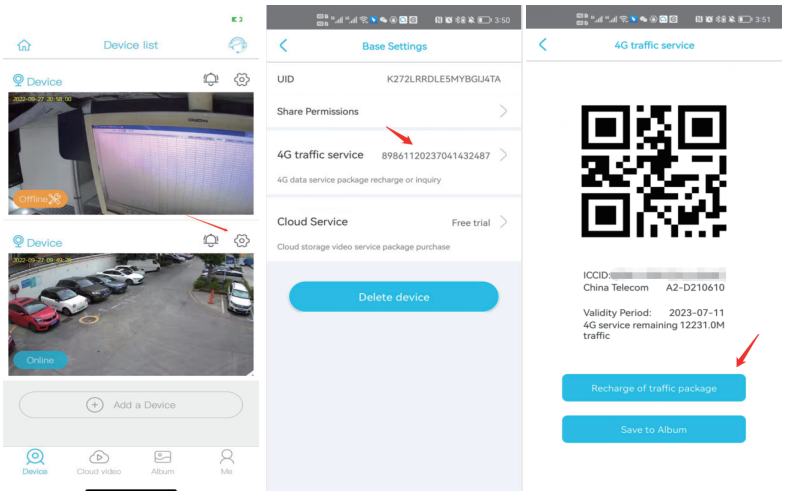 Device list
Device
2022-09-27 20:58:00
Offline
Device
2022-09-27 09:49:26
Online
Add a Device
Device
Cloud video
Album
Me
3:50
Base Settings
UID K272LRRDLE5MYBGIJ4TA
Share Permissions
4G traffic service 89861120237041432487
4G data service package recharge or inquiry
Cloud Service Free trial
Cloud storage video service package purchase
Delete device
3:51
4G traffic service
ICCID:
China Telecom A2-D210610
Validity Period: 2023-07-11
4G service remaining 12231.0M
traffic
Recharge of traffic package
Save to Album